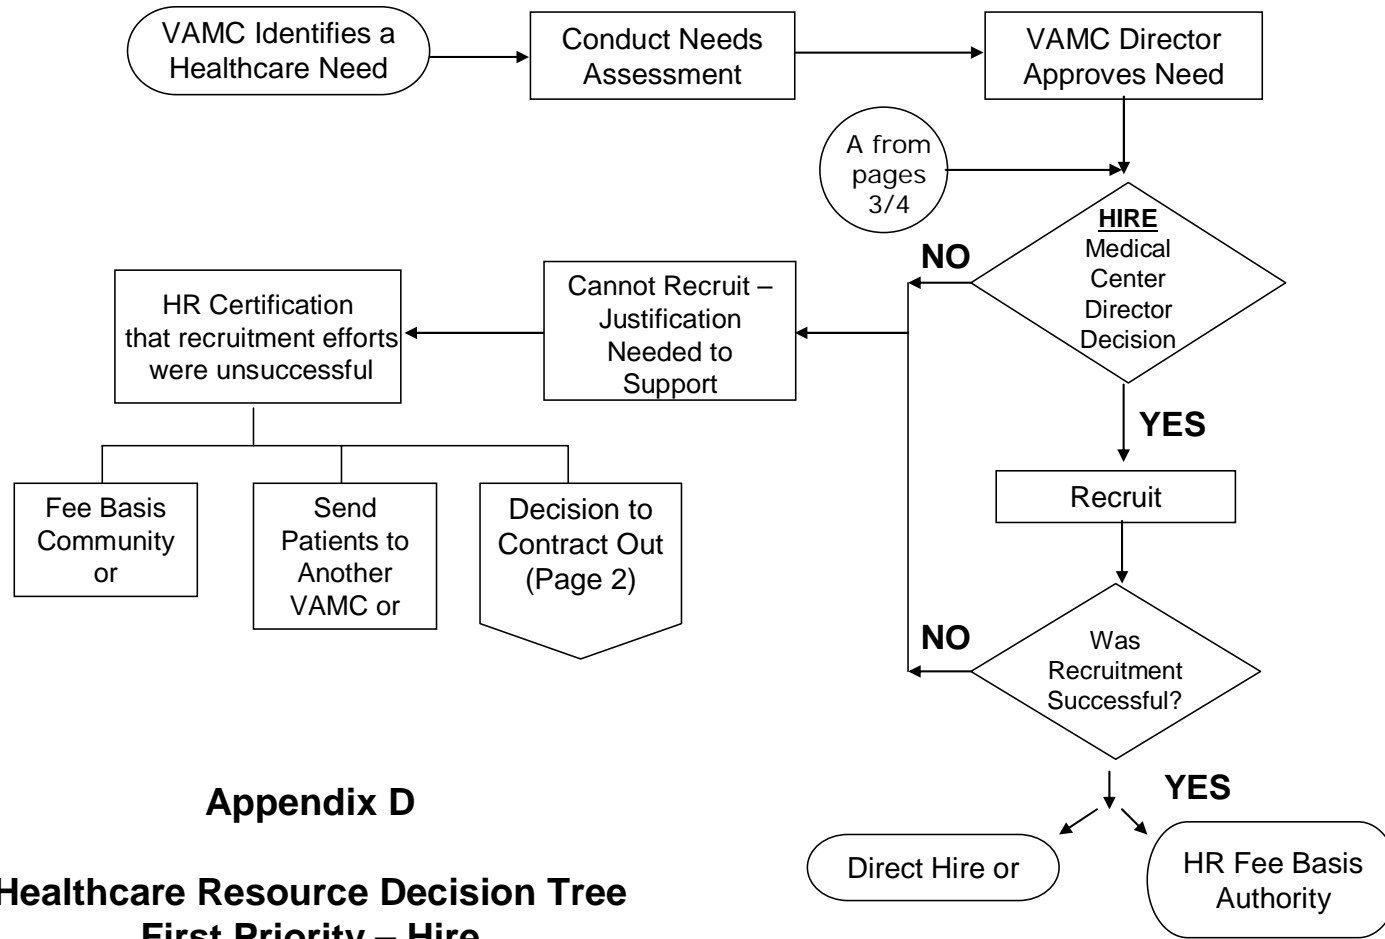 VAMC Identifies a
Healthcare Need
Conduct Needs
Assessment
VAMC Director
Approves Need
A from
pages
3/4
HIRE
Medical
Center
Director
Decision
NO
YES
Cannot Recruit –
Justification
Needed to
Support
HR Certification
that recruitment efforts
were unsuccessful
Fee Basis
Community
or
Send
Patients to
Another
VAMC or
Decision to
Contract Out
(Page 2)
Recruit
Was
Recruitment
Successful?
NO
YES
Direct Hire or
HR Fee Basis
Authority
Appendix D
Healthcare Resource Decision Tree
First Priority – Hire